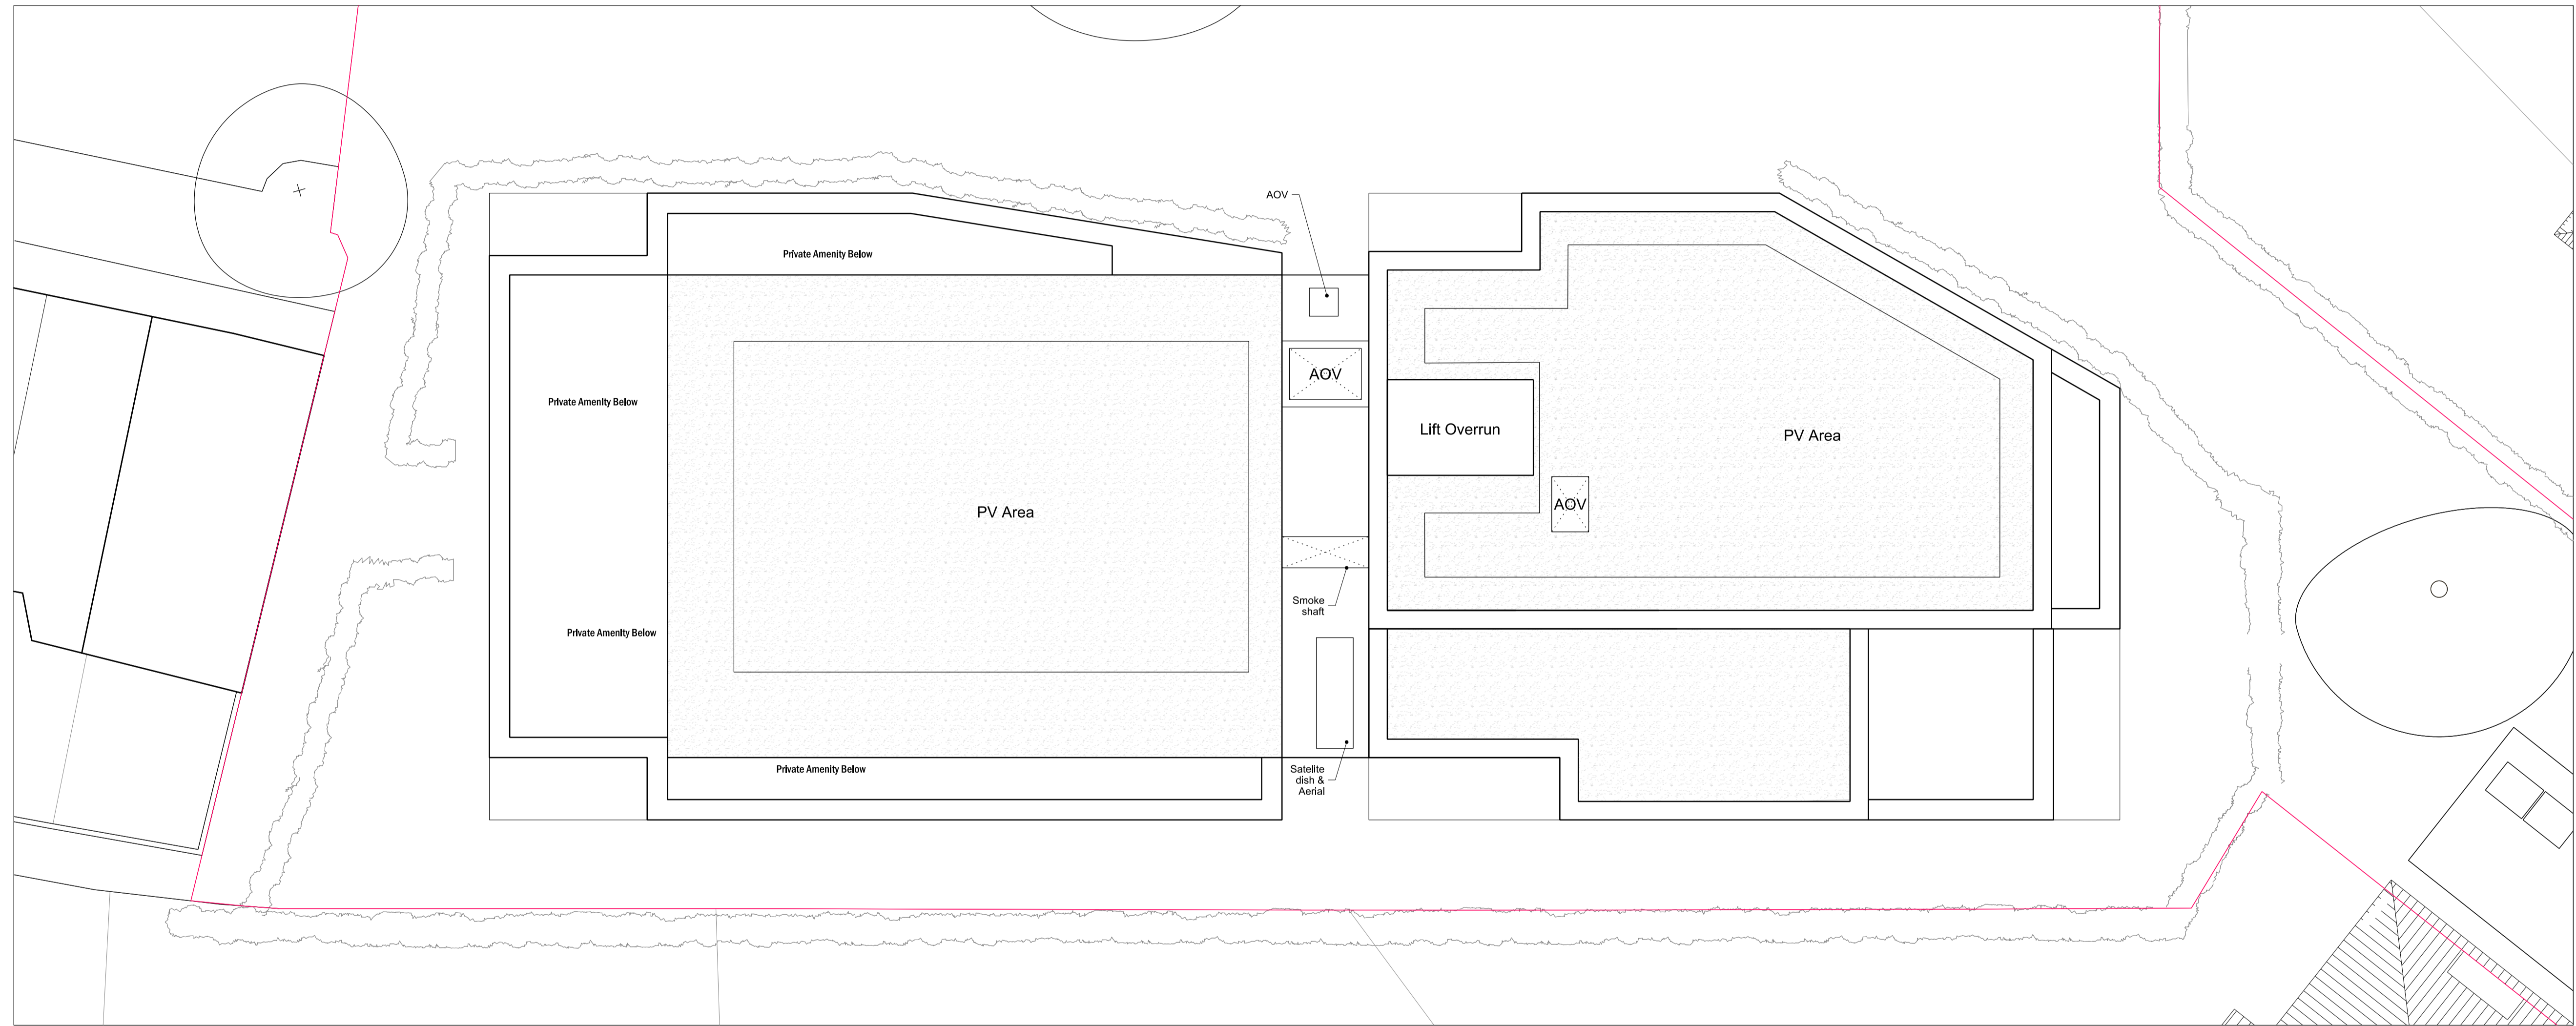 AOV
Private Amenity Below
AOV
Private Amenity Below
Lift Overrun
PV Area
AOV
PV Area
Smoke
shaft
Private Amenity Below
Private Amenity Below
Satelite
dish &
Aerial